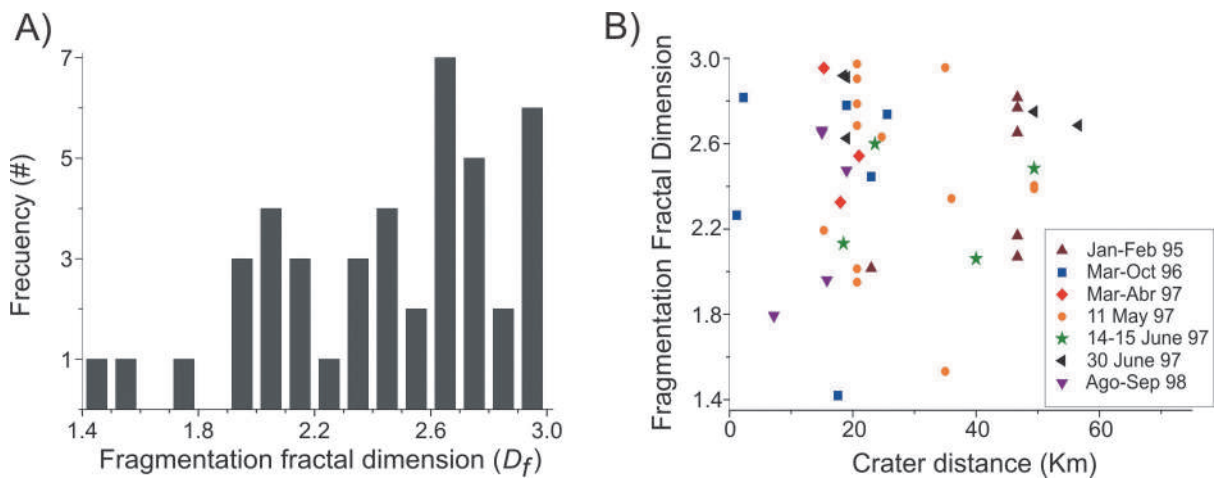 A)
Frecuency (#)
7
5
3
1
1.4
1.8
2.2
2.6
3.0
Fragmentation fractal dimension (Df)
B)
Fragmentation Fractal Dimension
3.0
2.6
2.2
1.8
1.4
0
20
40
60
Crater distance (Km)
Jan-Feb 95
Mar-Oct 96
Mar-Abr 97
11 May 97
14-15 June 97
30 June 97
Ago-Sep 98